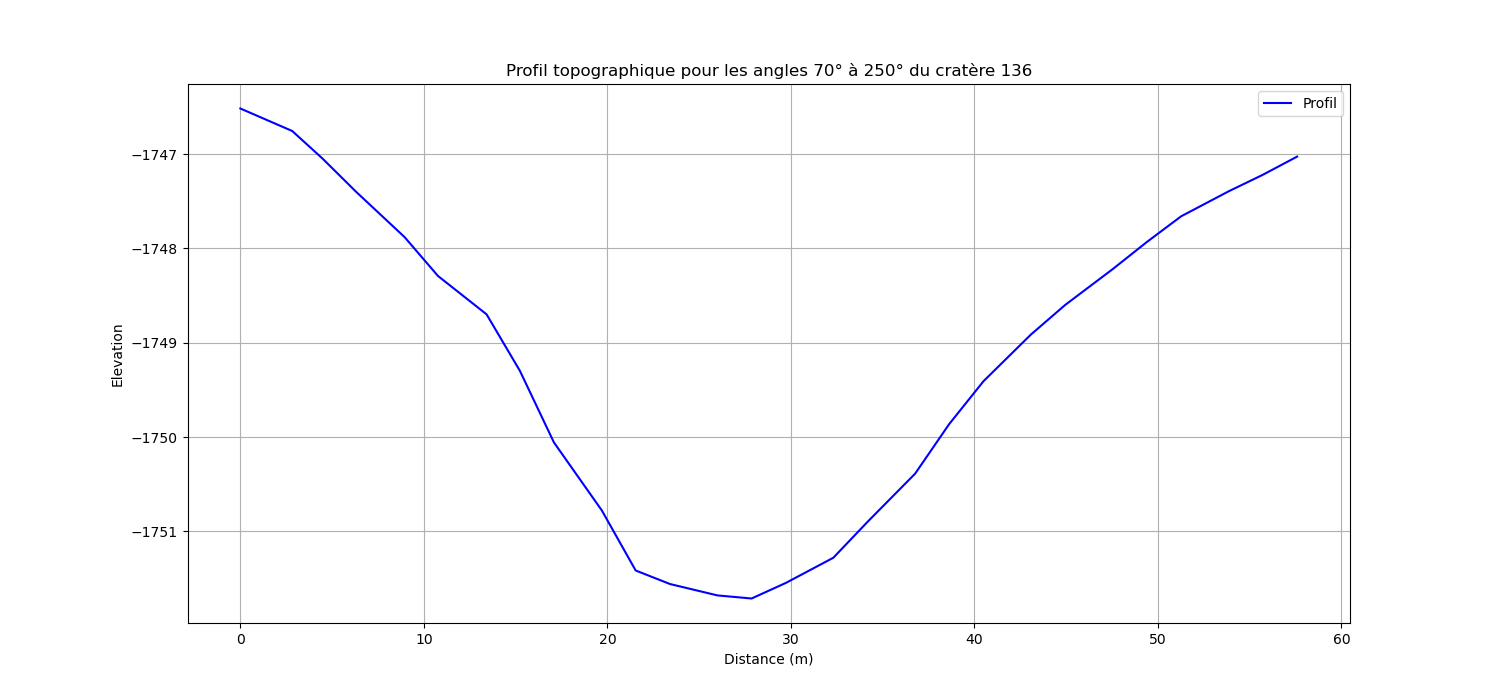 Profil topographique pour les angles 70° à 250° du cratère 136
Profil
−1747
−1748
−1749
−1750
−1751
Elevation
0 10 20 30 40 50 60
Distance (m)